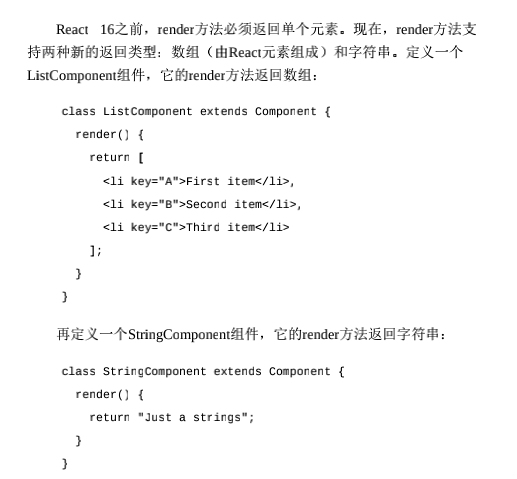 React 16之前，render方法必须返回单个元素。现在，render方法支
持两种新的返回类型：数组（由React元素组成）和字符串。定义一个
ListComponent组件，它的render方法返回数组：
class ListComponent extends Component {
  render() {
    return [
      <li key="A">First item</li>,
      <li key="B">Second item</li>,
      <li key="C">Third item</li>
    ];
  }
}
再定义一个StringComponent组件，它的render方法返回字符串：
class StringComponent extends Component {
  render() {
    return "Just a strings";
  }
}